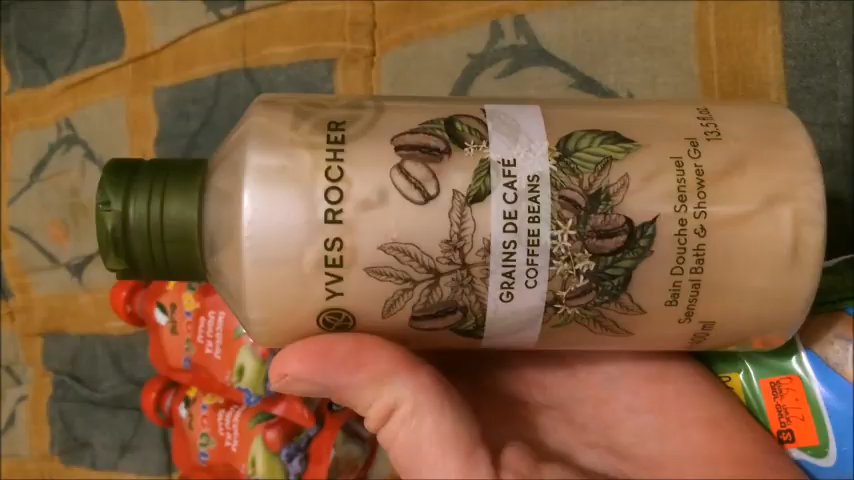 YVES ROCHER
GRAINS DE CAFÉ
COFFEE BEANS
Bain Douche Sensuel
Sensual Bath & Shower Gel
13.5 fl.oz